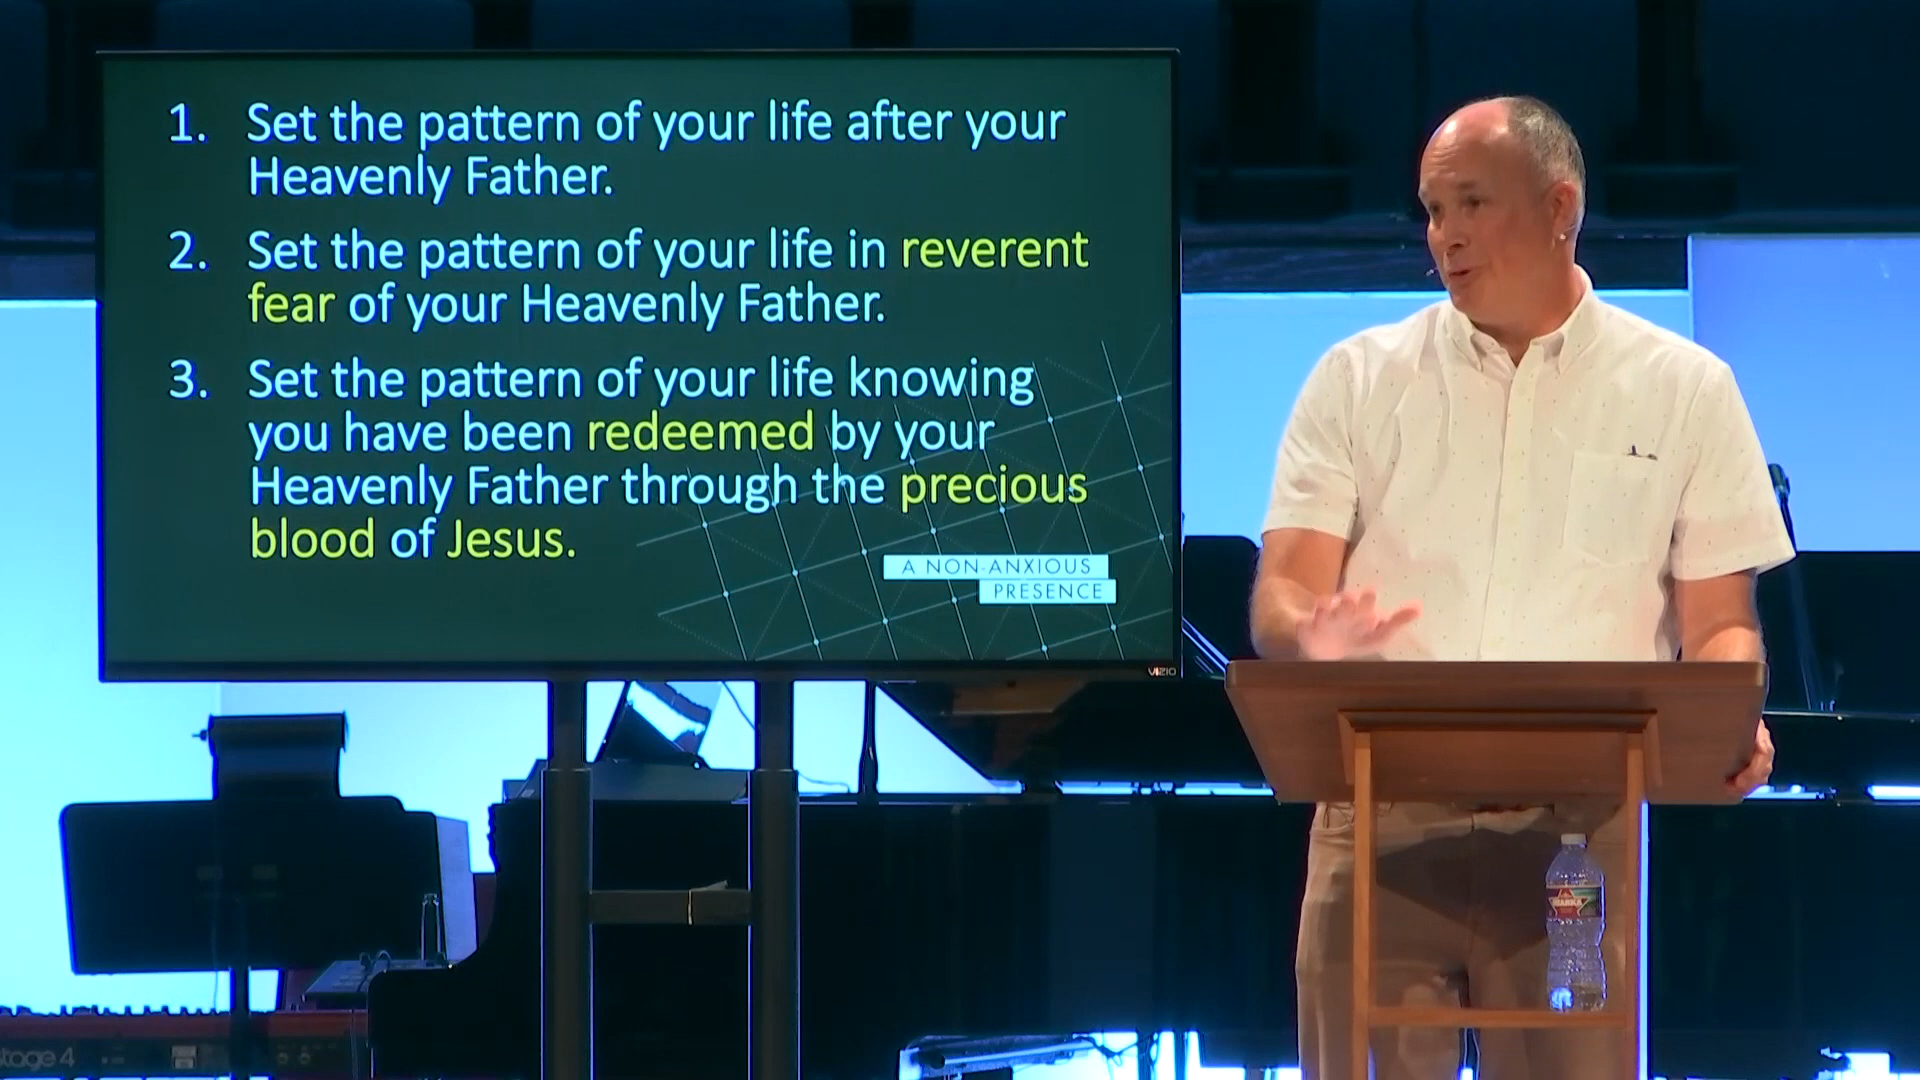 1. Set the pattern of your life after your
Heavenly Father.
2. Set the pattern of your life in reverent
fear of your Heavenly Father.
3. Set the pattern of your life knowing
you have been redeemed by your
Heavenly Father through the precious
blood of Jesus.
A NON-ANXIOUS
PRESENCE
VIZIO
stage 4